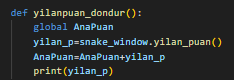 def yilanpuan_dondur():
    global AnaPuan
    yilan_p=snake_window.yilan_puan()
    AnaPuan=AnaPuan+yilan_p
    print(yilan_p)